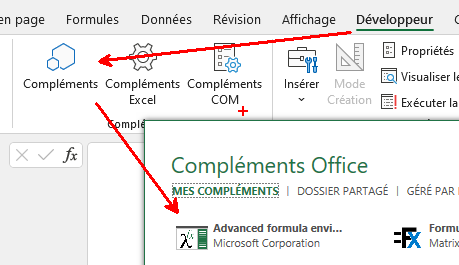 en page Formules Données Révision Affichage Développeur
Compléments Compléments Excel Compléments COM
Insérer Mode Création
Propriétés
Visualiser le
Exécuter la
fx
Compléments Office
MES COMPLÉMENTS | DOSSIER PARTAGÉ | GÉRÉ PAR
Advanced formula envi...
Microsoft Corporation
Formu
Matrix